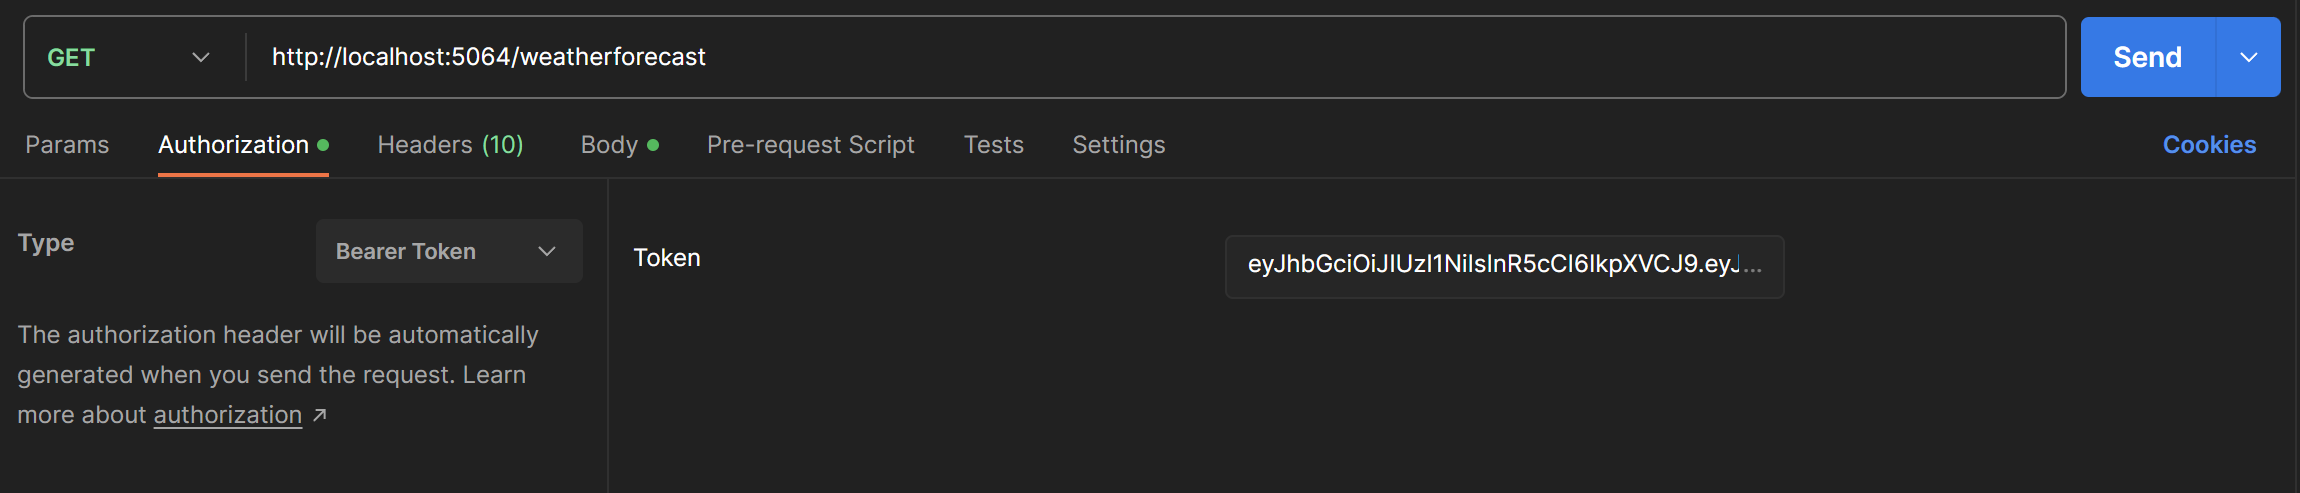 GET http://localhost:5064/weatherforecast Send
Params Authorization Headers (10) Body Pre-request Script Tests Settings Cookies
Type Bearer Token
The authorization header will be automatically
generated when you send the request. Learn
more about authorization ↗
Token eyJhbGciOiJIUzI1NiIsInR5cCI6IkpXVCJ9.eyJ...